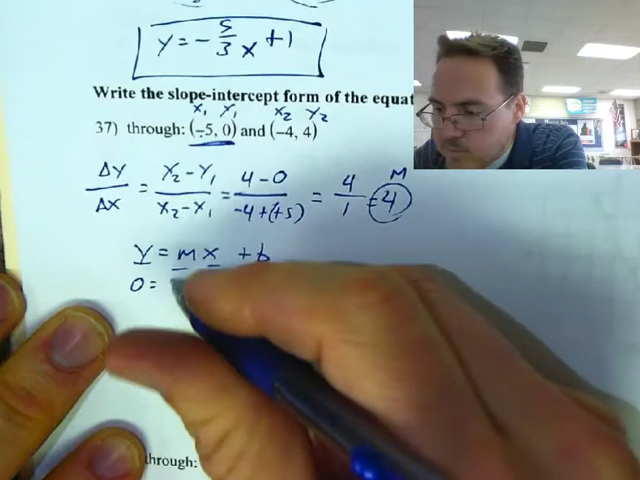 y = - 5/3 x + 1
Write the slope-intercept form of the equat
x₁ y₁ x₂ y₂
37) through: (−5, 0) and (−4, 4)
ΔY/ΔX = Y₂-Y₁/X₂-X₁ = 4-0/-4+(+5) = 4/1 = 4 M
y = mx + b
0 =
through: